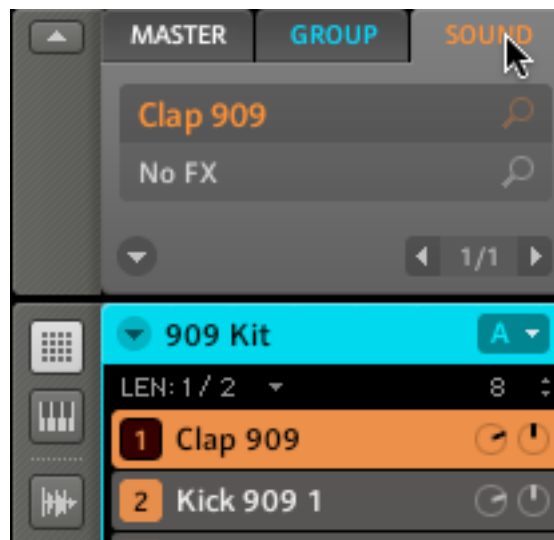 MASTER GROUP SOUND
Clap 909
No FX
1/1
909 Kit A
LEN: 1 / 2 8
1 Clap 909
2 Kick 909 1